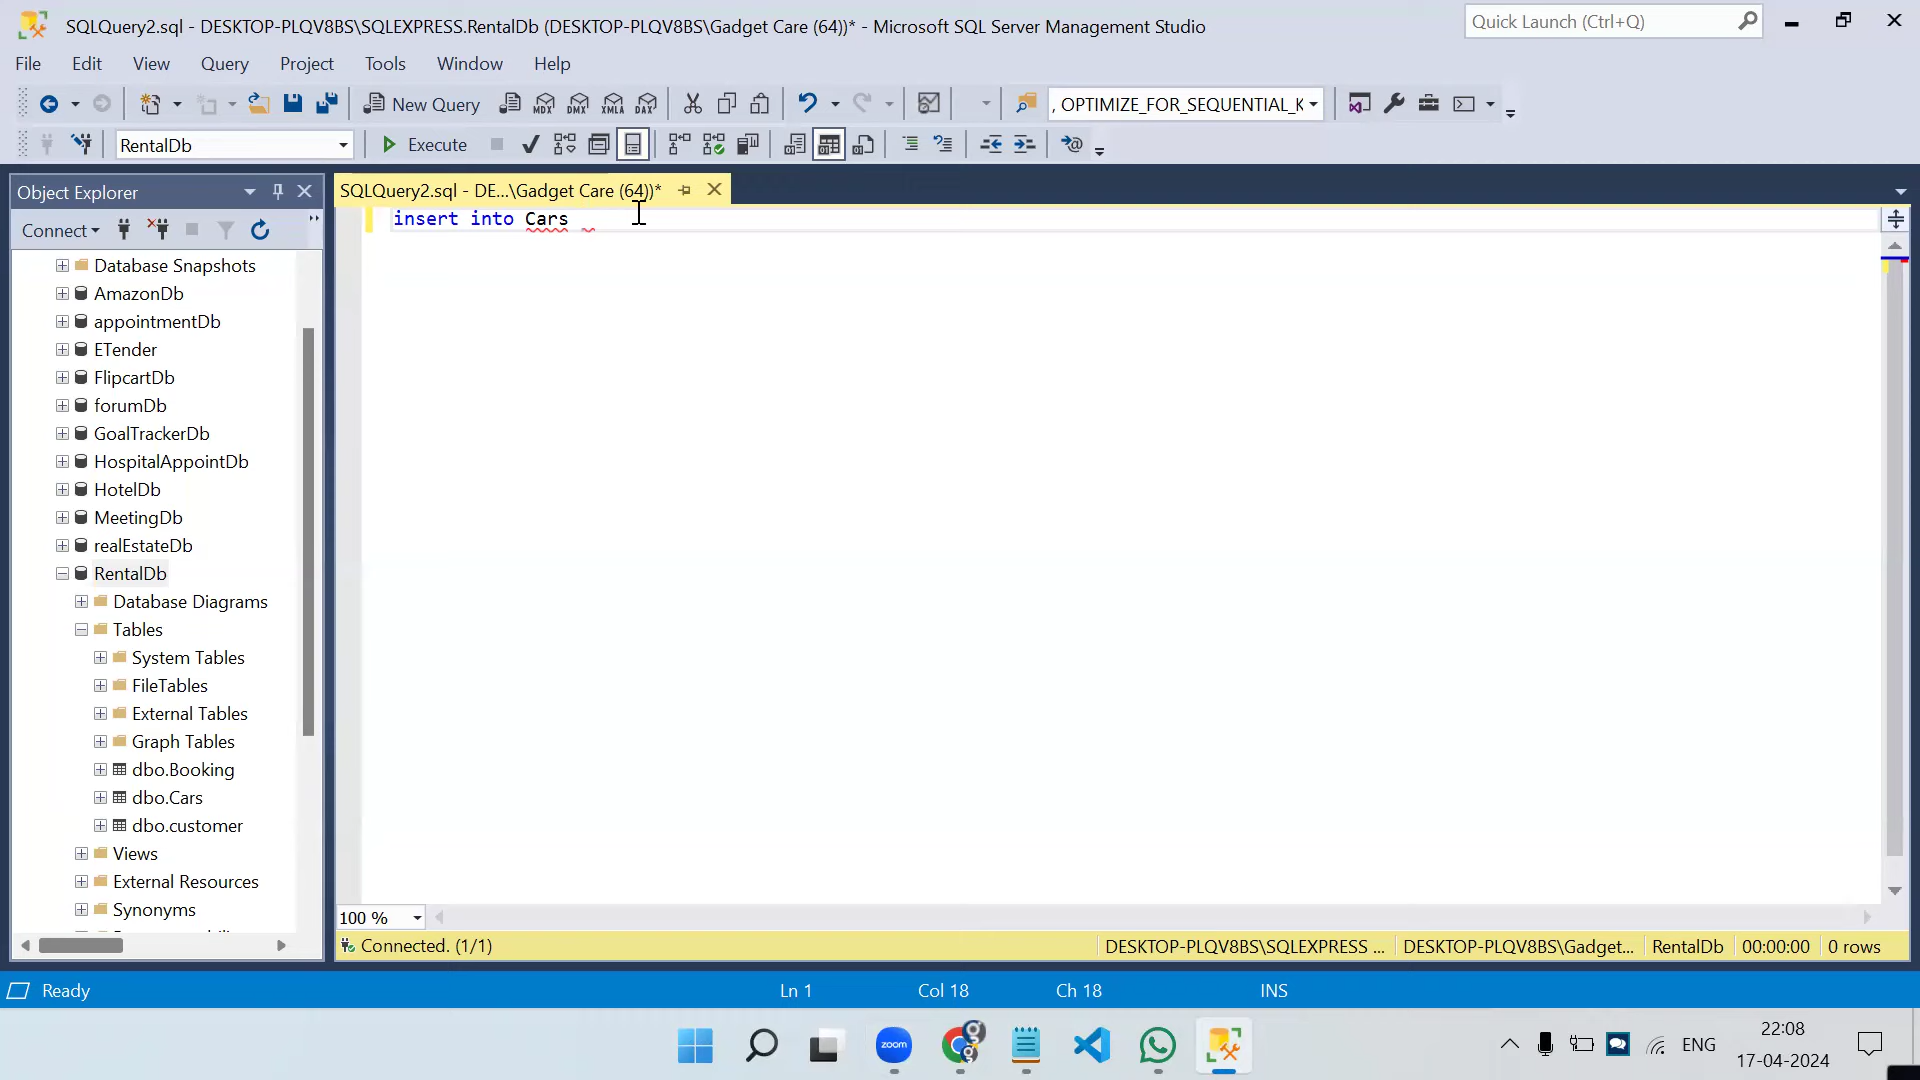 SQLQuery2.sql - DESKTOP-PLQV8BS\SQLEXPRESS.RentalDb (DESKTOP-PLQV8BS\Gadget Care (64))* - Microsoft SQL Server Management Studio
Quick Launch (Ctrl+Q)
File Edit View Query Project Tools Window Help
New Query
MDX DMX XMLA DAX
, OPTIMIZE_FOR_SEQUENTIAL_K
RentalDb
Execute
Object Explorer
SQLQuery2.sql - DE...\Gadget Care (64))*
Connect
insert into Cars
Database Snapshots
AmazonDb
appointmentDb
ETender
FlipcartDb
forumDb
GoalTrackerDb
HospitalAppointDb
HotelDb
MeetingDb
realEstateDb
RentalDb
Database Diagrams
Tables
System Tables
FileTables
External Tables
Graph Tables
dbo.Booking
dbo.Cars
dbo.customer
Views
External Resources
Synonyms
100 %
Connected. (1/1)
DESKTOP-PLQV8BS\SQLEXPRESS ...
DESKTOP-PLQV8BS\Gadget...
RentalDb
00:00:00
0 rows
Ready
Ln 1
Col 18
Ch 18
INS
zoom
ENG
22:08
17-04-2024